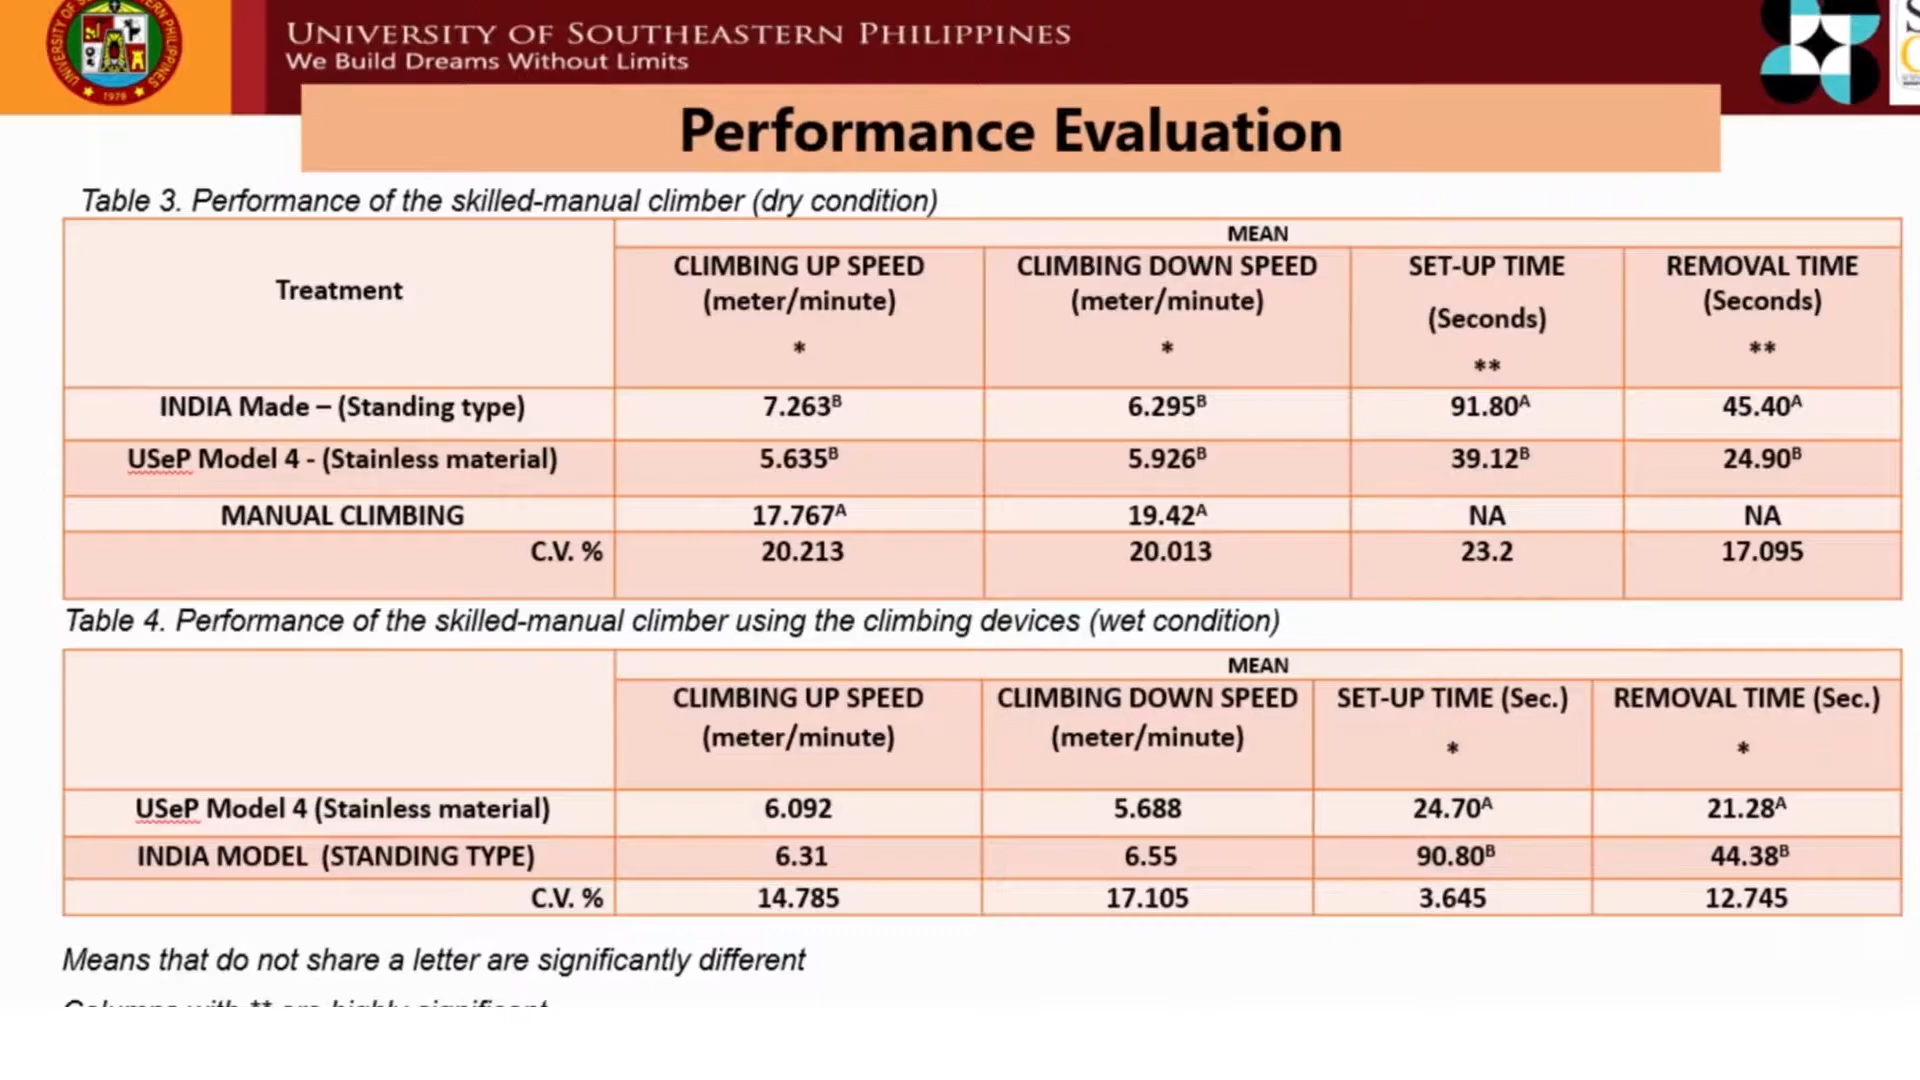 UNIVERSITY OF SOUTHEASTERN PHILIPPINES
We Build Dreams Without Limits
1978
Performance Evaluation
Table 3. Performance of the skilled-manual climber (dry condition)
Treatment
MEAN
CLIMBING UP SPEED (meter/minute) *
CLIMBING DOWN SPEED (meter/minute) *
SET-UP TIME (Seconds) **
REMOVAL TIME (Seconds) **
INDIA Made – (Standing type) 7.263ᴮ 6.295ᴮ 91.80ᴬ 45.40ᴬ
USeP Model 4 - (Stainless material) 5.635ᴮ 5.926ᴮ 39.12ᴮ 24.90ᴮ
MANUAL CLIMBING 17.767ᴬ 19.42ᴬ NA NA
C.V. % 20.213 20.013 23.2 17.095
Table 4. Performance of the skilled-manual climber using the climbing devices (wet condition)
MEAN
CLIMBING UP SPEED (meter/minute)
CLIMBING DOWN SPEED (meter/minute)
SET-UP TIME (Sec.) *
REMOVAL TIME (Sec.) *
USeP Model 4 (Stainless material) 6.092 5.688 24.70ᴬ 21.28ᴬ
INDIA MODEL (STANDING TYPE) 6.31 6.55 90.80ᴮ 44.38ᴮ
C.V. % 14.785 17.105 3.645 12.745
Means that do not share a letter are significantly different
Columns with ** are highly significant